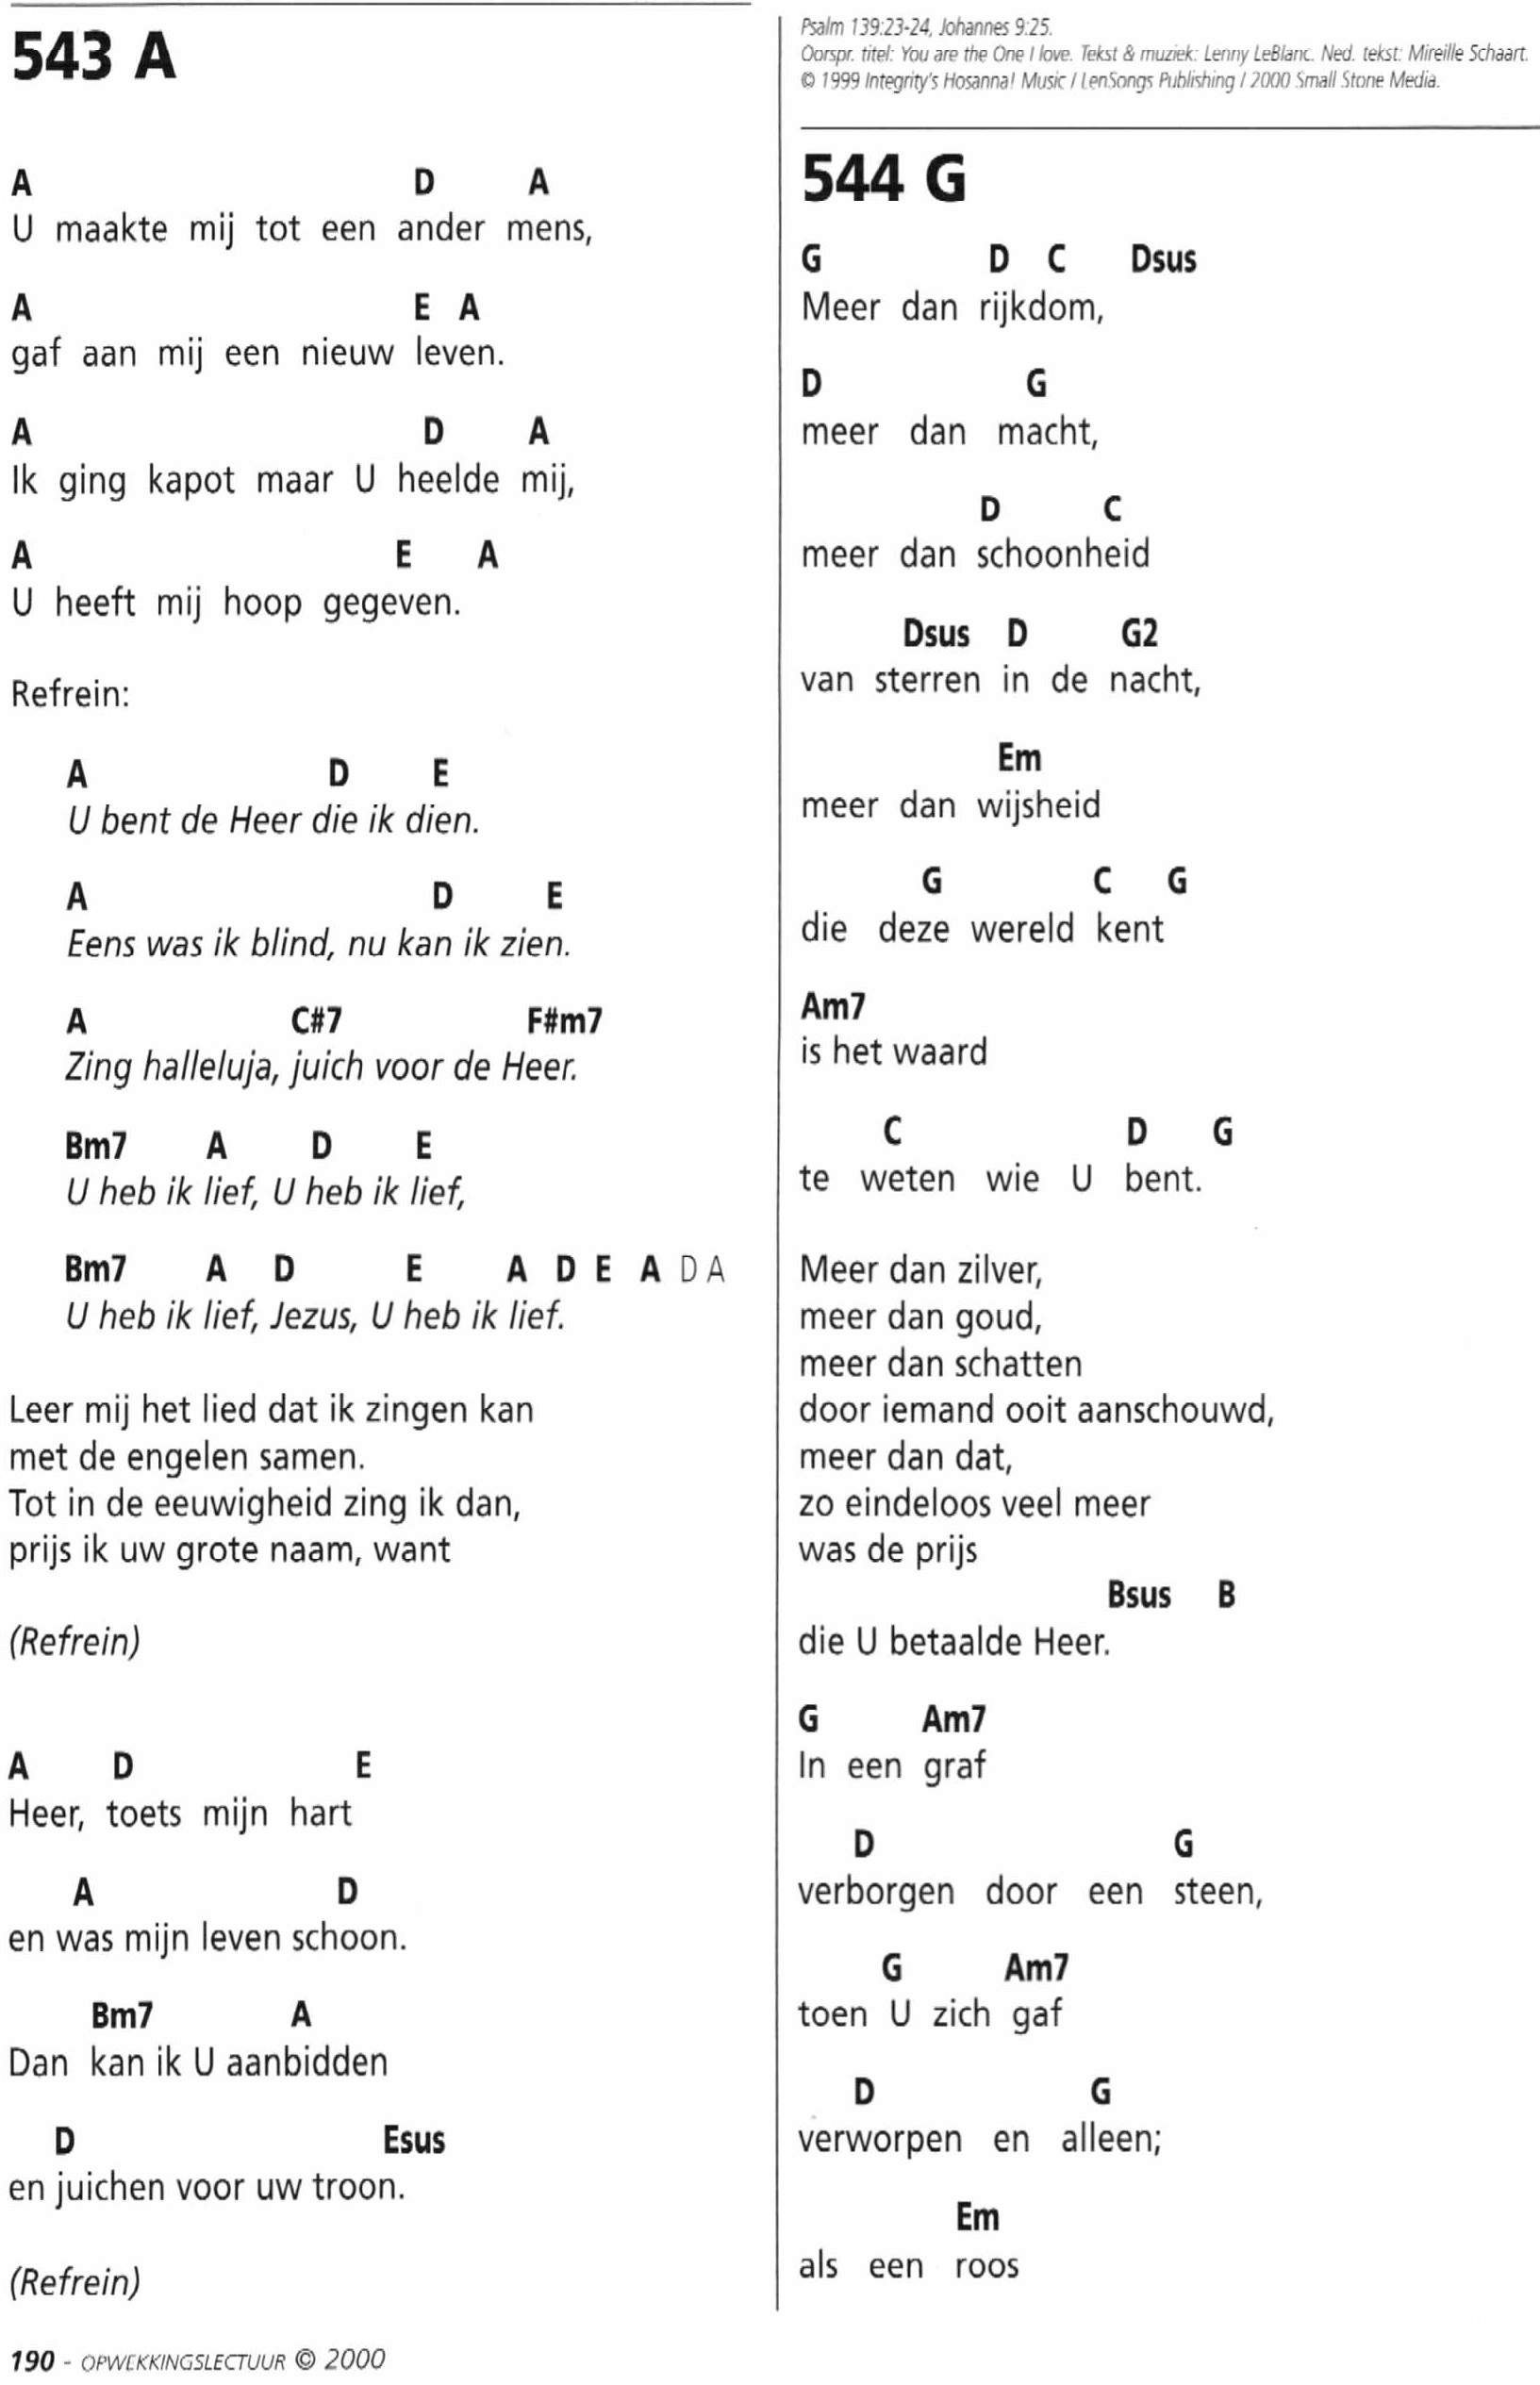 543 A
A D A
U maakte mij tot een ander mens,
A E A
gaf aan mij een nieuw leven.
A D A
Ik ging kapot maar U heelde mij,
A E A
U heeft mij hoop gegeven.
Refrein:
A D E
U bent de Heer die ik dien.
A D E
Eens was ik blind, nu kan ik zien.
A C#7 F#m7
Zing halleluja, juich voor de Heer.
Bm7 A D E
U heb ik lief, U heb ik lief,
Bm7 A D E A D E A D A
U heb ik lief, Jezus, U heb ik lief.
Leer mij het lied dat ik zingen kan
met de engelen samen.
Tot in de eeuwigheid zing ik dan,
prijs ik uw grote naam, want
(Refrein)
A D E
Heer, toets mijn hart
A D
en was mijn leven schoon.
Bm7 A
Dan kan ik U aanbidden
D Esus
en juichen voor uw troon.
(Refrein)
190 - OPWEKKINGSLECTUUR © 2000
Psalm 139:23-24, Johannes 9:25.
Oorspr. titel: You are the One I love. Tekst & muziek: Lenny LeBlanc. Ned. tekst: Mireille Schaart.
© 1999 Integrity's Hosanna! Music / LenSongs Publishing / 2000 Small Stone Media.
544 G
G D C Dsus
Meer dan rijkdom,
D G
meer dan macht,
D C
meer dan schoonheid
Dsus D G2
van sterren in de nacht,
Em
meer dan wijsheid
G C G
die deze wereld kent
Am7
is het waard
C D G
te weten wie U bent.
Meer dan zilver,
meer dan goud,
meer dan schatten
door iemand ooit aanschouwd,
meer dan dat,
zo eindeloos veel meer
was de prijs
Bsus B
die U betaalde Heer.
G Am7
In een graf
D G
verborgen door een steen,
G Am7
toen U zich gaf
D G
verworpen en alleen;
Em
als een roos